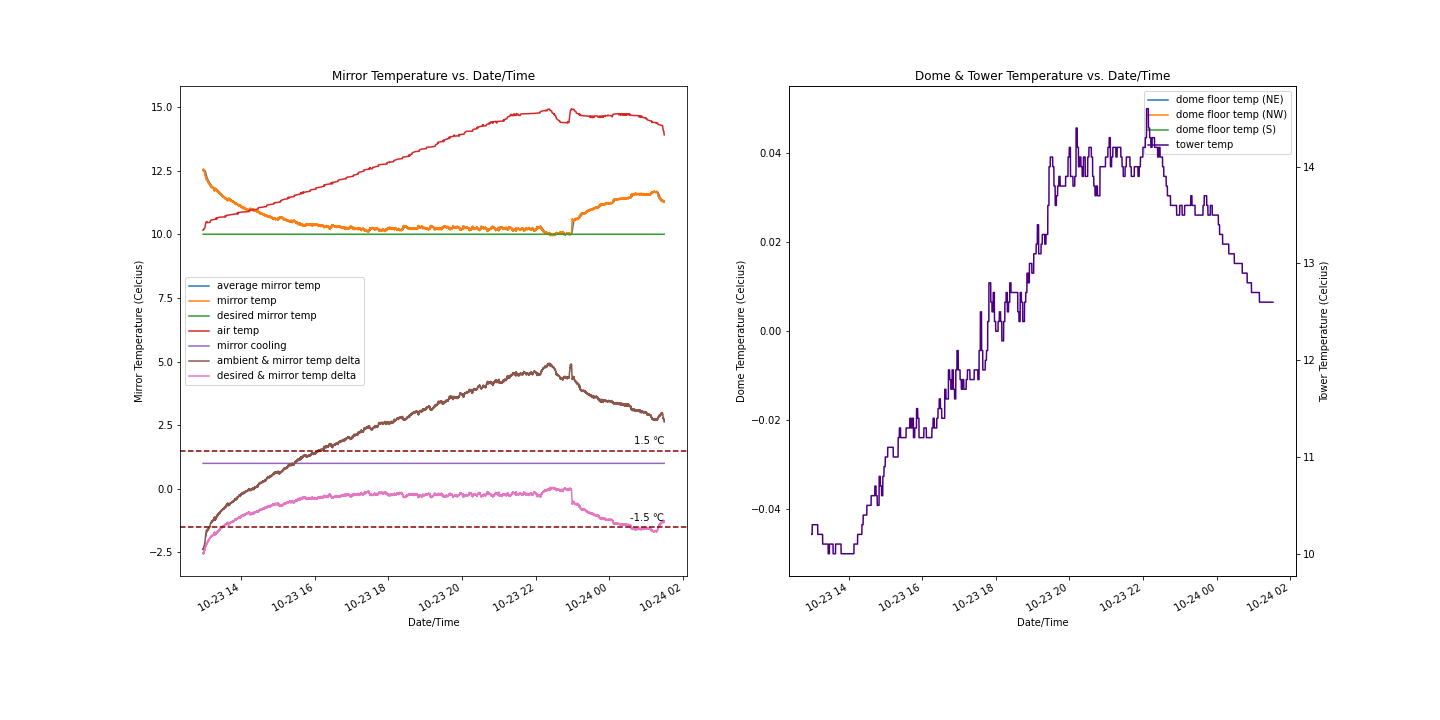 Mirror Temperature vs. Date/Time
Mirror Temperature (Celcius)
15.0
12.5
10.0
7.5
5.0
2.5
0.0
−2.5
average mirror temp
mirror temp
desired mirror temp
air temp
mirror cooling
ambient & mirror temp delta
desired & mirror temp delta
1.5 °C
-1.5 °C
10-23 14
10-23 16
10-23 18
10-23 20
10-23 22
10-24 00
10-24 02
Date/Time
Dome & Tower Temperature vs. Date/Time
Dome Temperature (Celcius)
0.04
0.02
0.00
−0.02
−0.04
dome floor temp (NE)
dome floor temp (NW)
dome floor temp (S)
tower temp
14
13
12
11
10
Tower Temperature (Celcius)
10-23 14
10-23 16
10-23 18
10-23 20
10-23 22
10-24 00
10-24 02
Date/Time